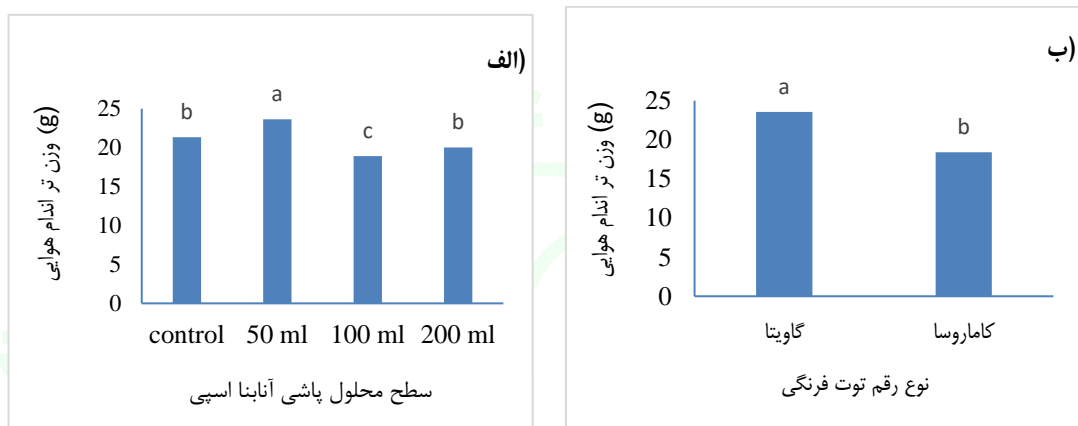 (الف
وزن تر اندام هوایی (g)
25
20
15
10
5
0
b
a
c
b
control 50 ml 100 ml 200 ml
سطح محلول پاشی آنابنا اسپی
(ب
وزن تر اندام هوایی (g)
25
20
15
10
5
0
a
b
گاویتا
کاماروسا
نوع رقم توت فرنگی